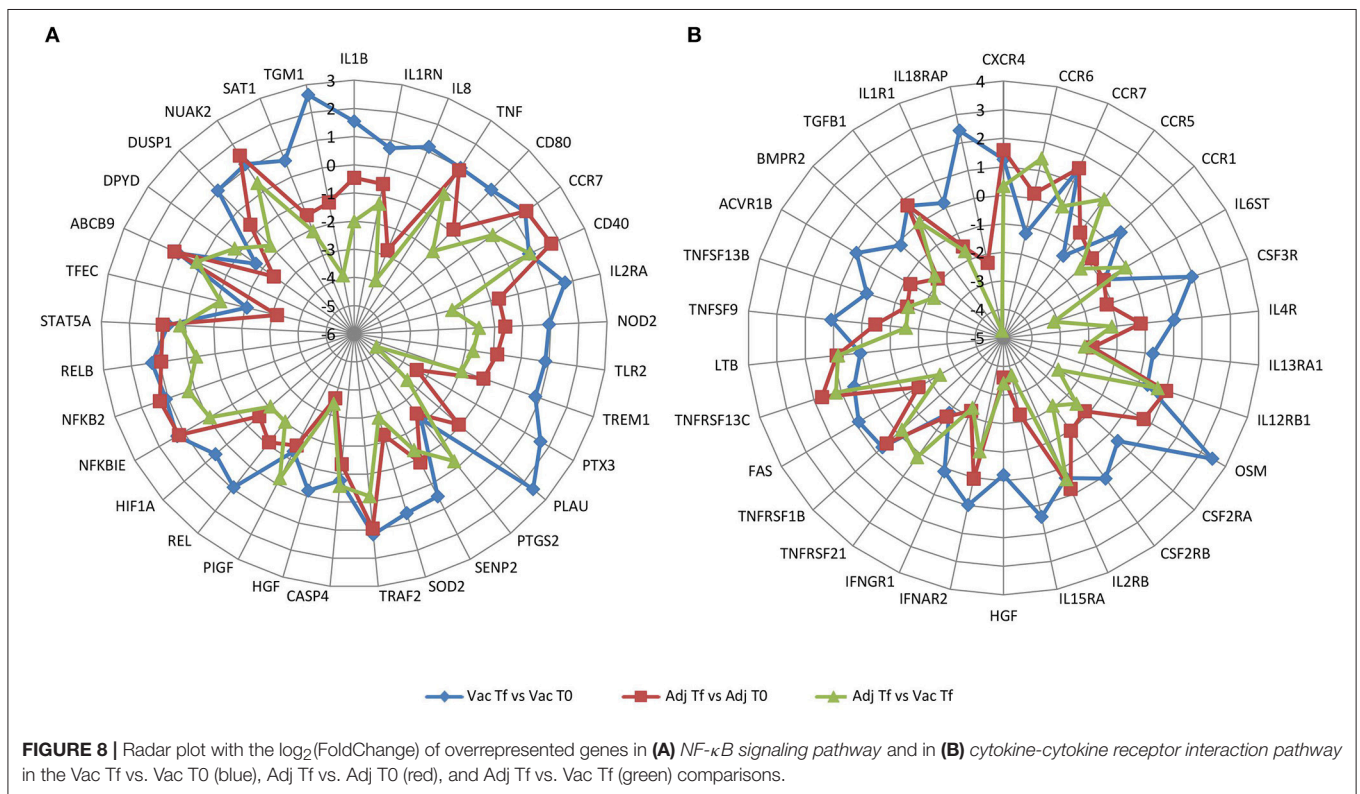 A
IL1B
IL1RN
IL8
TNF
CD80
CCR7
CD40
IL2RA
NOD2
TLR2
TREM1
PTX3
PLAU
PTGS2
SENP2
SOD2
TRAF2
CASP4
HGF
PIGF
REL
HIF1A
NFKBIE
NFKB2
RELB
STAT5A
TFEC
ABCB9
DPYD
DUSP1
NUAK2
SAT1
TGM1
3
2
1
0
-1
-2
-3
-4
-5
-6
B
CXCR4
CCR6
CCR7
CCR5
CCR1
IL6ST
CSF3R
IL4R
IL13RA1
IL12RB1
OSM
CSF2RA
CSF2RB
IL2RB
IL15RA
HGF
IFNAR2
IFNGR1
TNFRSF21
TNFRSF1B
FAS
TNFRSF13C
LTB
TNFSF9
TNFSF13B
ACVR1B
BMPR2
TGFB1
IL1R1
IL18RAP
4
3
2
1
0
-1
-2
-3
-4
-5
Vac Tf vs Vac T0
Adj Tf vs Adj T0
Adj Tf vs Vac Tf
FIGURE 8 | Radar plot with the log₂(FoldChange) of overrepresented genes in (A) NF-κB signaling pathway and in (B) cytokine-cytokine receptor interaction pathway
in the Vac Tf vs. Vac T0 (blue), Adj Tf vs. Adj T0 (red), and Adj Tf vs. Vac Tf (green) comparisons.